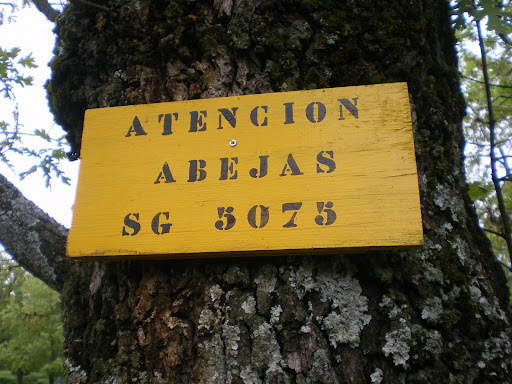 ATENCION
ABEJAS
SG 5075